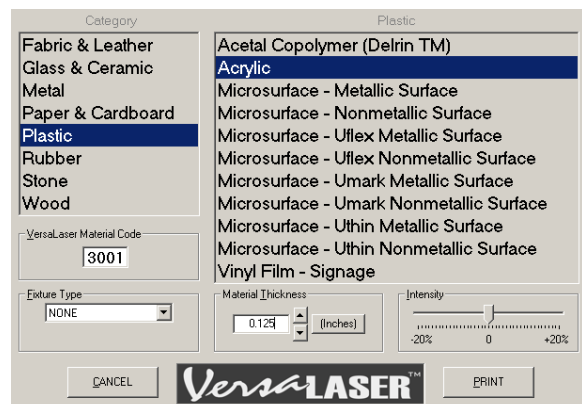 Category
Fabric & Leather
Glass & Ceramic
Metal
Paper & Cardboard
Plastic
Rubber
Stone
Wood
Plastic
Acetal Copolymer (Delrin TM)
Acrylic
Microsurface - Metallic Surface
Microsurface - Nonmetallic Surface
Microsurface - Uflex Metallic Surface
Microsurface - Uflex Nonmetallic Surface
Microsurface - Umark Metallic Surface
Microsurface - Umark Nonmetallic Surface
Microsurface - Uthin Metallic Surface
Microsurface - Uthin Nonmetallic Surface
Vinyl Film - Signage
VersaLaser Material Code
3001
Fixture Type
NONE
Material Thickness
0.125 (Inches)
Intensity
-20% 0 +20%
CANCEL
VersaLASER™
PRINT